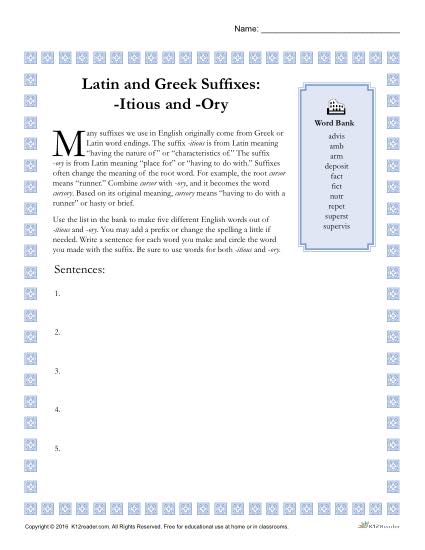 Name:
Latin and Greek Suffixes:
-Itious and -Ory
Many suffixes we use in English originally come from Greek or
Latin word endings. The suffix -itious is from Latin meaning
“having the nature of” or “characteristics of.” The suffix
-ory is from Latin meaning “place for” or “having to do with.” Suffixes
often change the meaning of the root word. For example, the root cursor
means “runner.” Combine cursor with -ory, and it becomes the word
cursory. Based on its original meaning, cursory means “having to do with a
runner” or hasty or brief.
Use the list in the bank to make five different English words out of
-itious and -ory. You may add a prefix or change the spelling a little if
needed. Write a sentence for each word you make and circle the word
you made with the suffix. Be sure to use words for both -itious and -ory.
Word Bank
advis
amb
arm
deposit
fact
fict
nutr
repet
superst
supervis
Sentences:
1.
2.
3.
4.
5.
Copyright © 2016 K12reader.com. All Rights Reserved. Free for educational use at home or in classrooms.
K12Reader